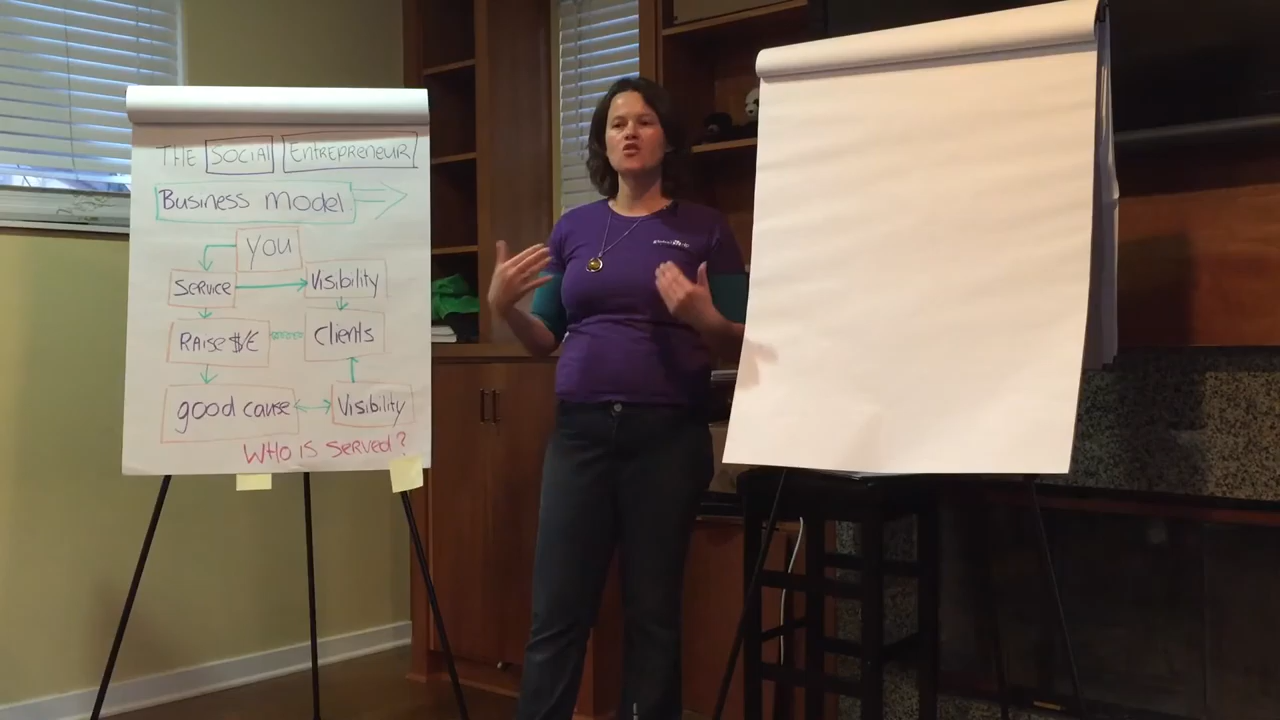 THE SOCIAL ENTREPRENEUR
Business Model
YOU
SERVICE Visibility
RAISE $/£ Clients
good cause Visibility
WHO IS SERVED?